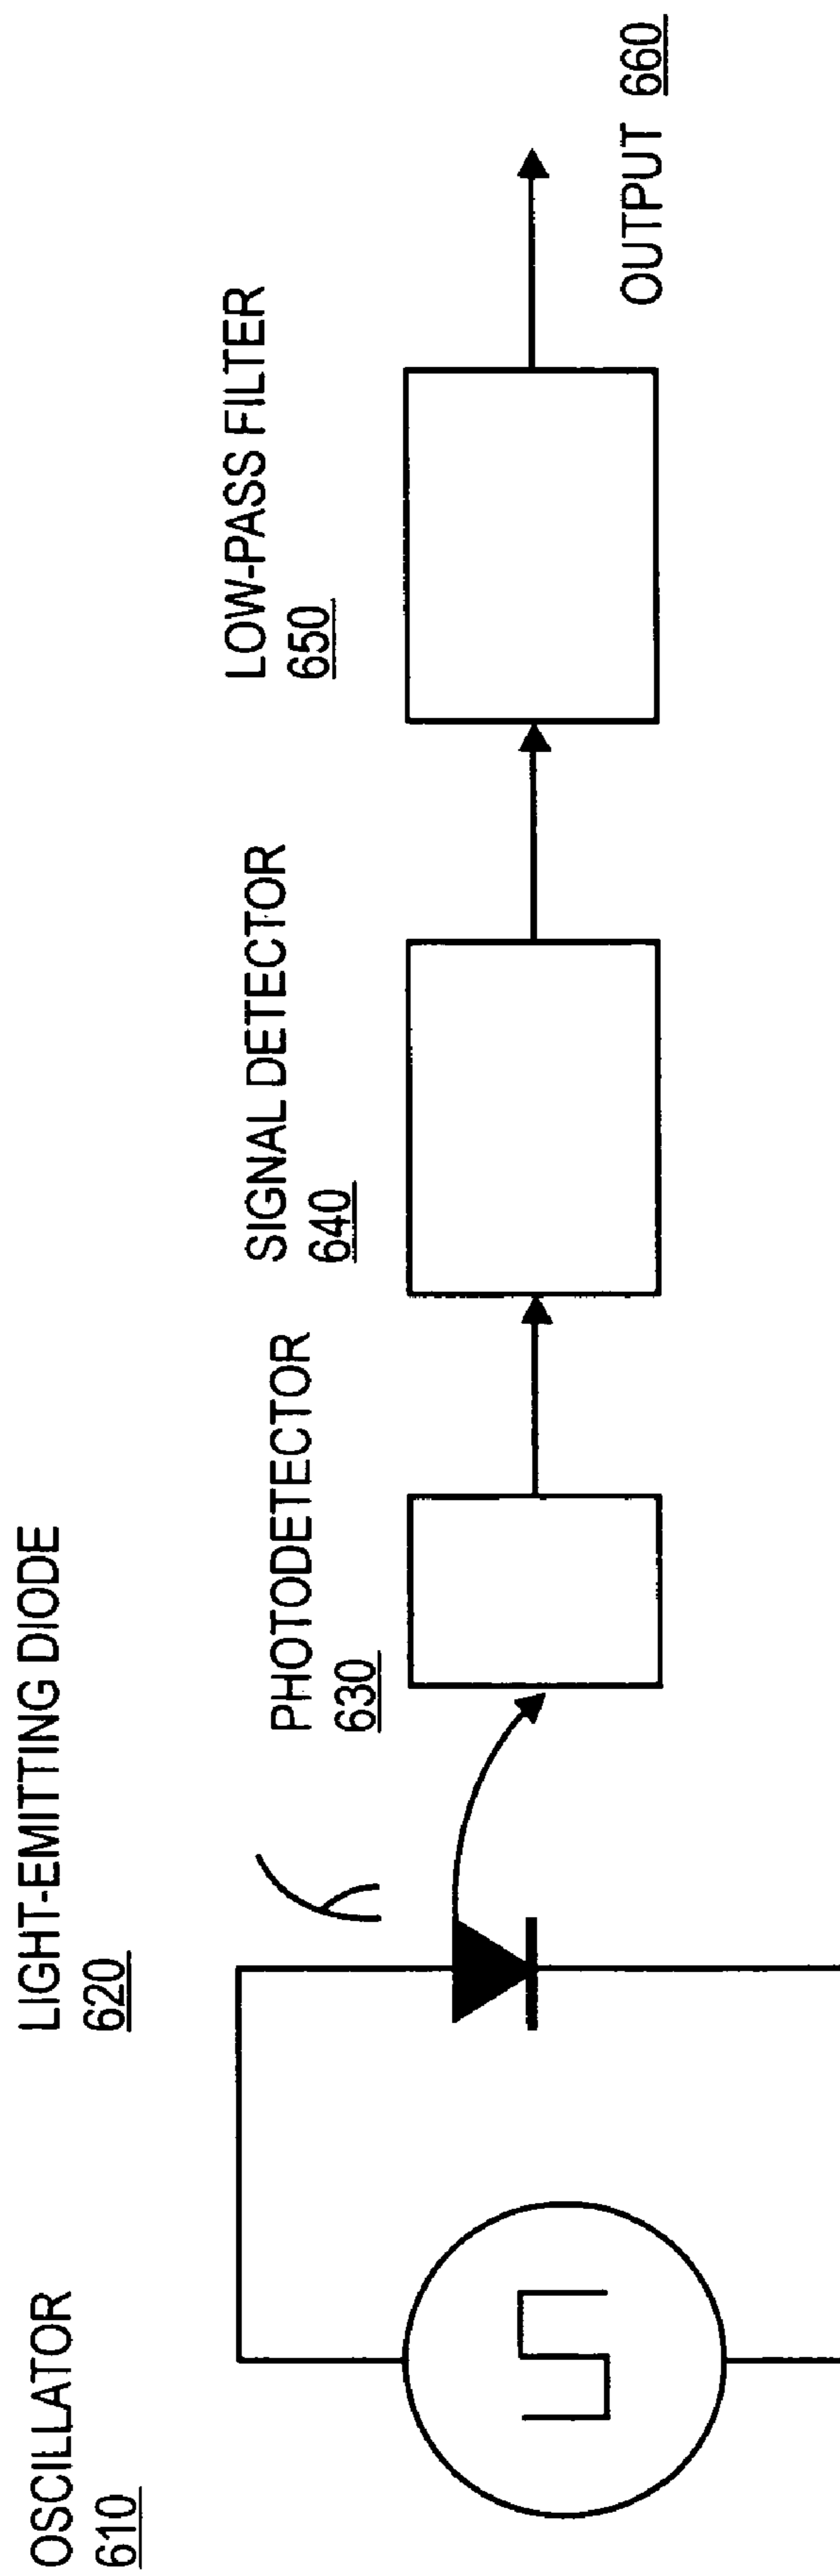 OSCILLATOR
610
LIGHT-EMITTING DIODE
620
PHOTODETECTOR
630
SIGNAL DETECTOR
640
LOW-PASS FILTER
650
OUTPUT 660